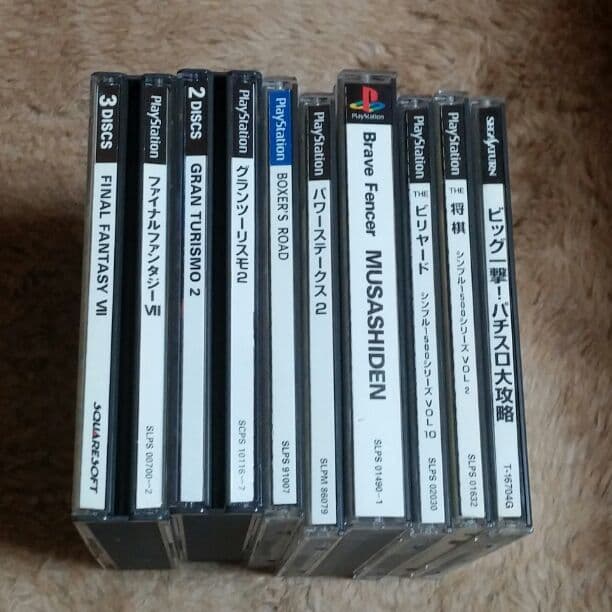 3 DISCS
FINAL FANTASY VII
SQUARESOFT
PlayStation
ファイナルファンタジーVII
SLPS 00700~2
2 DISCS
GRAN TURISMO 2
PlayStation
グランツーリスモ2
SCPS 10116~7
PlayStation
BOXER'S ROAD
SLPS 91007
PlayStation
パワーステークス2
SLPM 86079
PlayStation
Brave Fencer MUSASHIDEN
SLPS 01490~1
PlayStation
THE ビリヤード シンプル1500シリーズ VOL 10
SLPS 02030
PlayStation
THE 将棋 シンプル1500シリーズ VOL 2
SLPS 01632
SEGA SATURN
ビッグ一撃!パチスロ大攻略
T-16704G